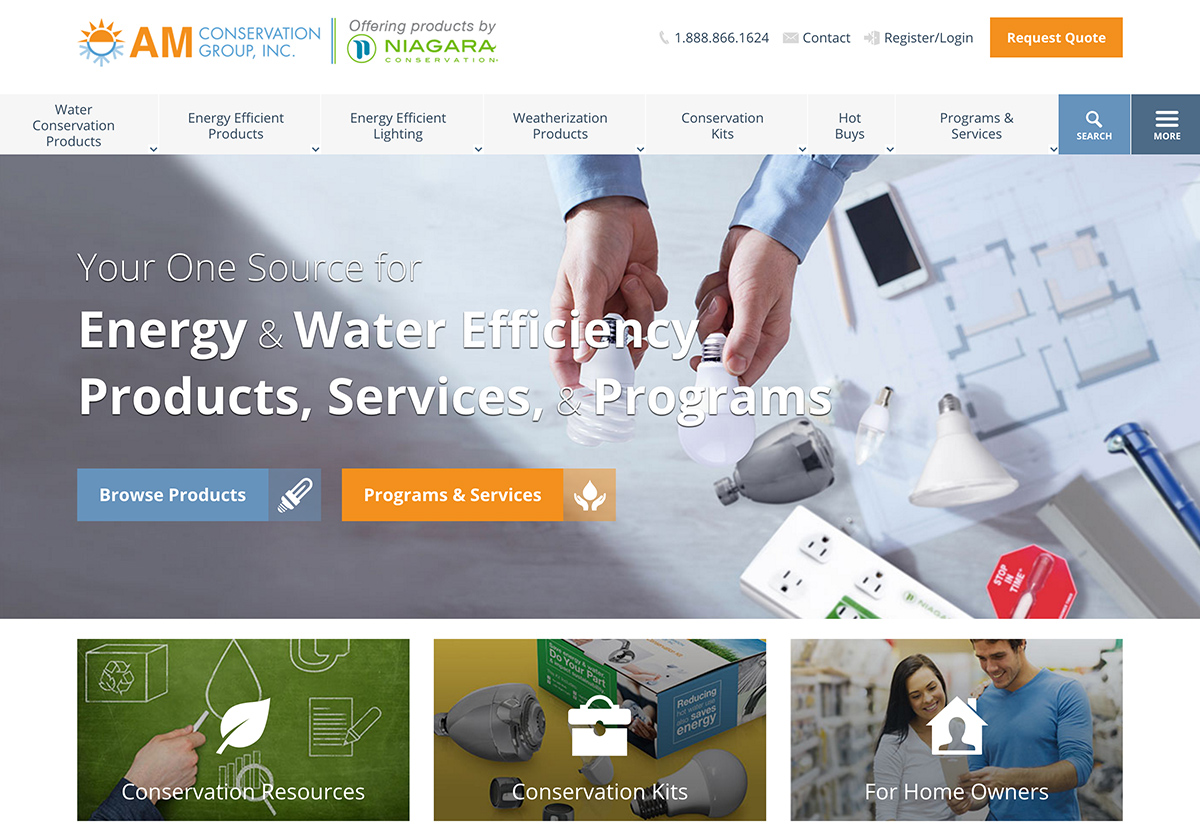 AM CONSERVATION GROUP, INC.
Offering products by
NIAGARA
CONSERVATION
1.888.866.1624
Contact
Register/Login
Request Quote
Water
Conservation
Products
Energy Efficient
Products
Energy Efficient
Lighting
Weatherization
Products
Conservation
Kits
Hot
Buys
Programs &
Services
SEARCH
MORE
Your One Source for
Energy & Water Efficiency
Products, Services, & Programs
Browse Products
Programs & Services
STOP
IN
TIME
NIAGARA
Do Your Part
Reducing
hot water use
also saves
energy
Conservation Resources
Conservation Kits
For Home Owners